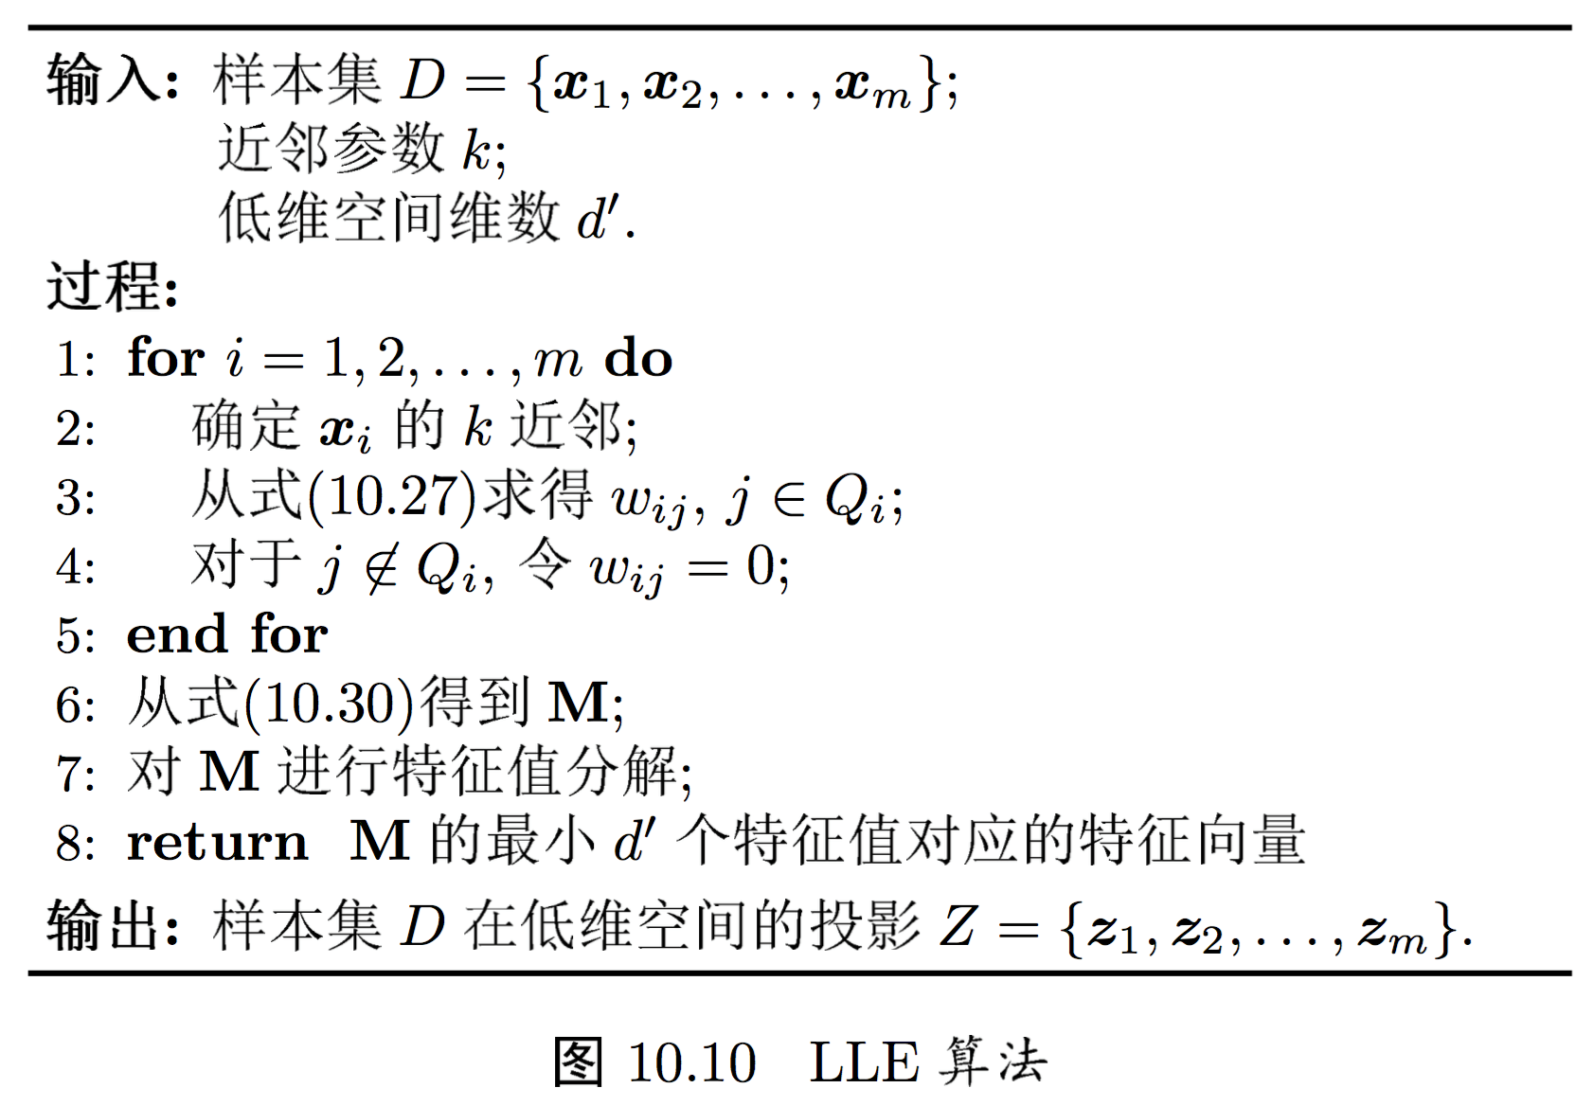 输入: 样本集 D = {x₁, x₂, ..., xₘ};
近邻参数 k;
低维空间维数 d′.
过程:
1: for i = 1, 2, ..., m do
2: 确定 xᵢ 的 k 近邻;
3: 从式(10.27)求得 wᵢⱼ, j ∈ Qᵢ;
4: 对于 j ∉ Qᵢ, 令 wᵢⱼ = 0;
5: end for
6: 从式(10.30)得到 M;
7: 对 M 进行特征值分解;
8: return M 的最小 d′ 个特征值对应的特征向量
输出: 样本集 D 在低维空间的投影 Z = {z₁, z₂, ..., zₘ}.
图 10.10 LLE 算法